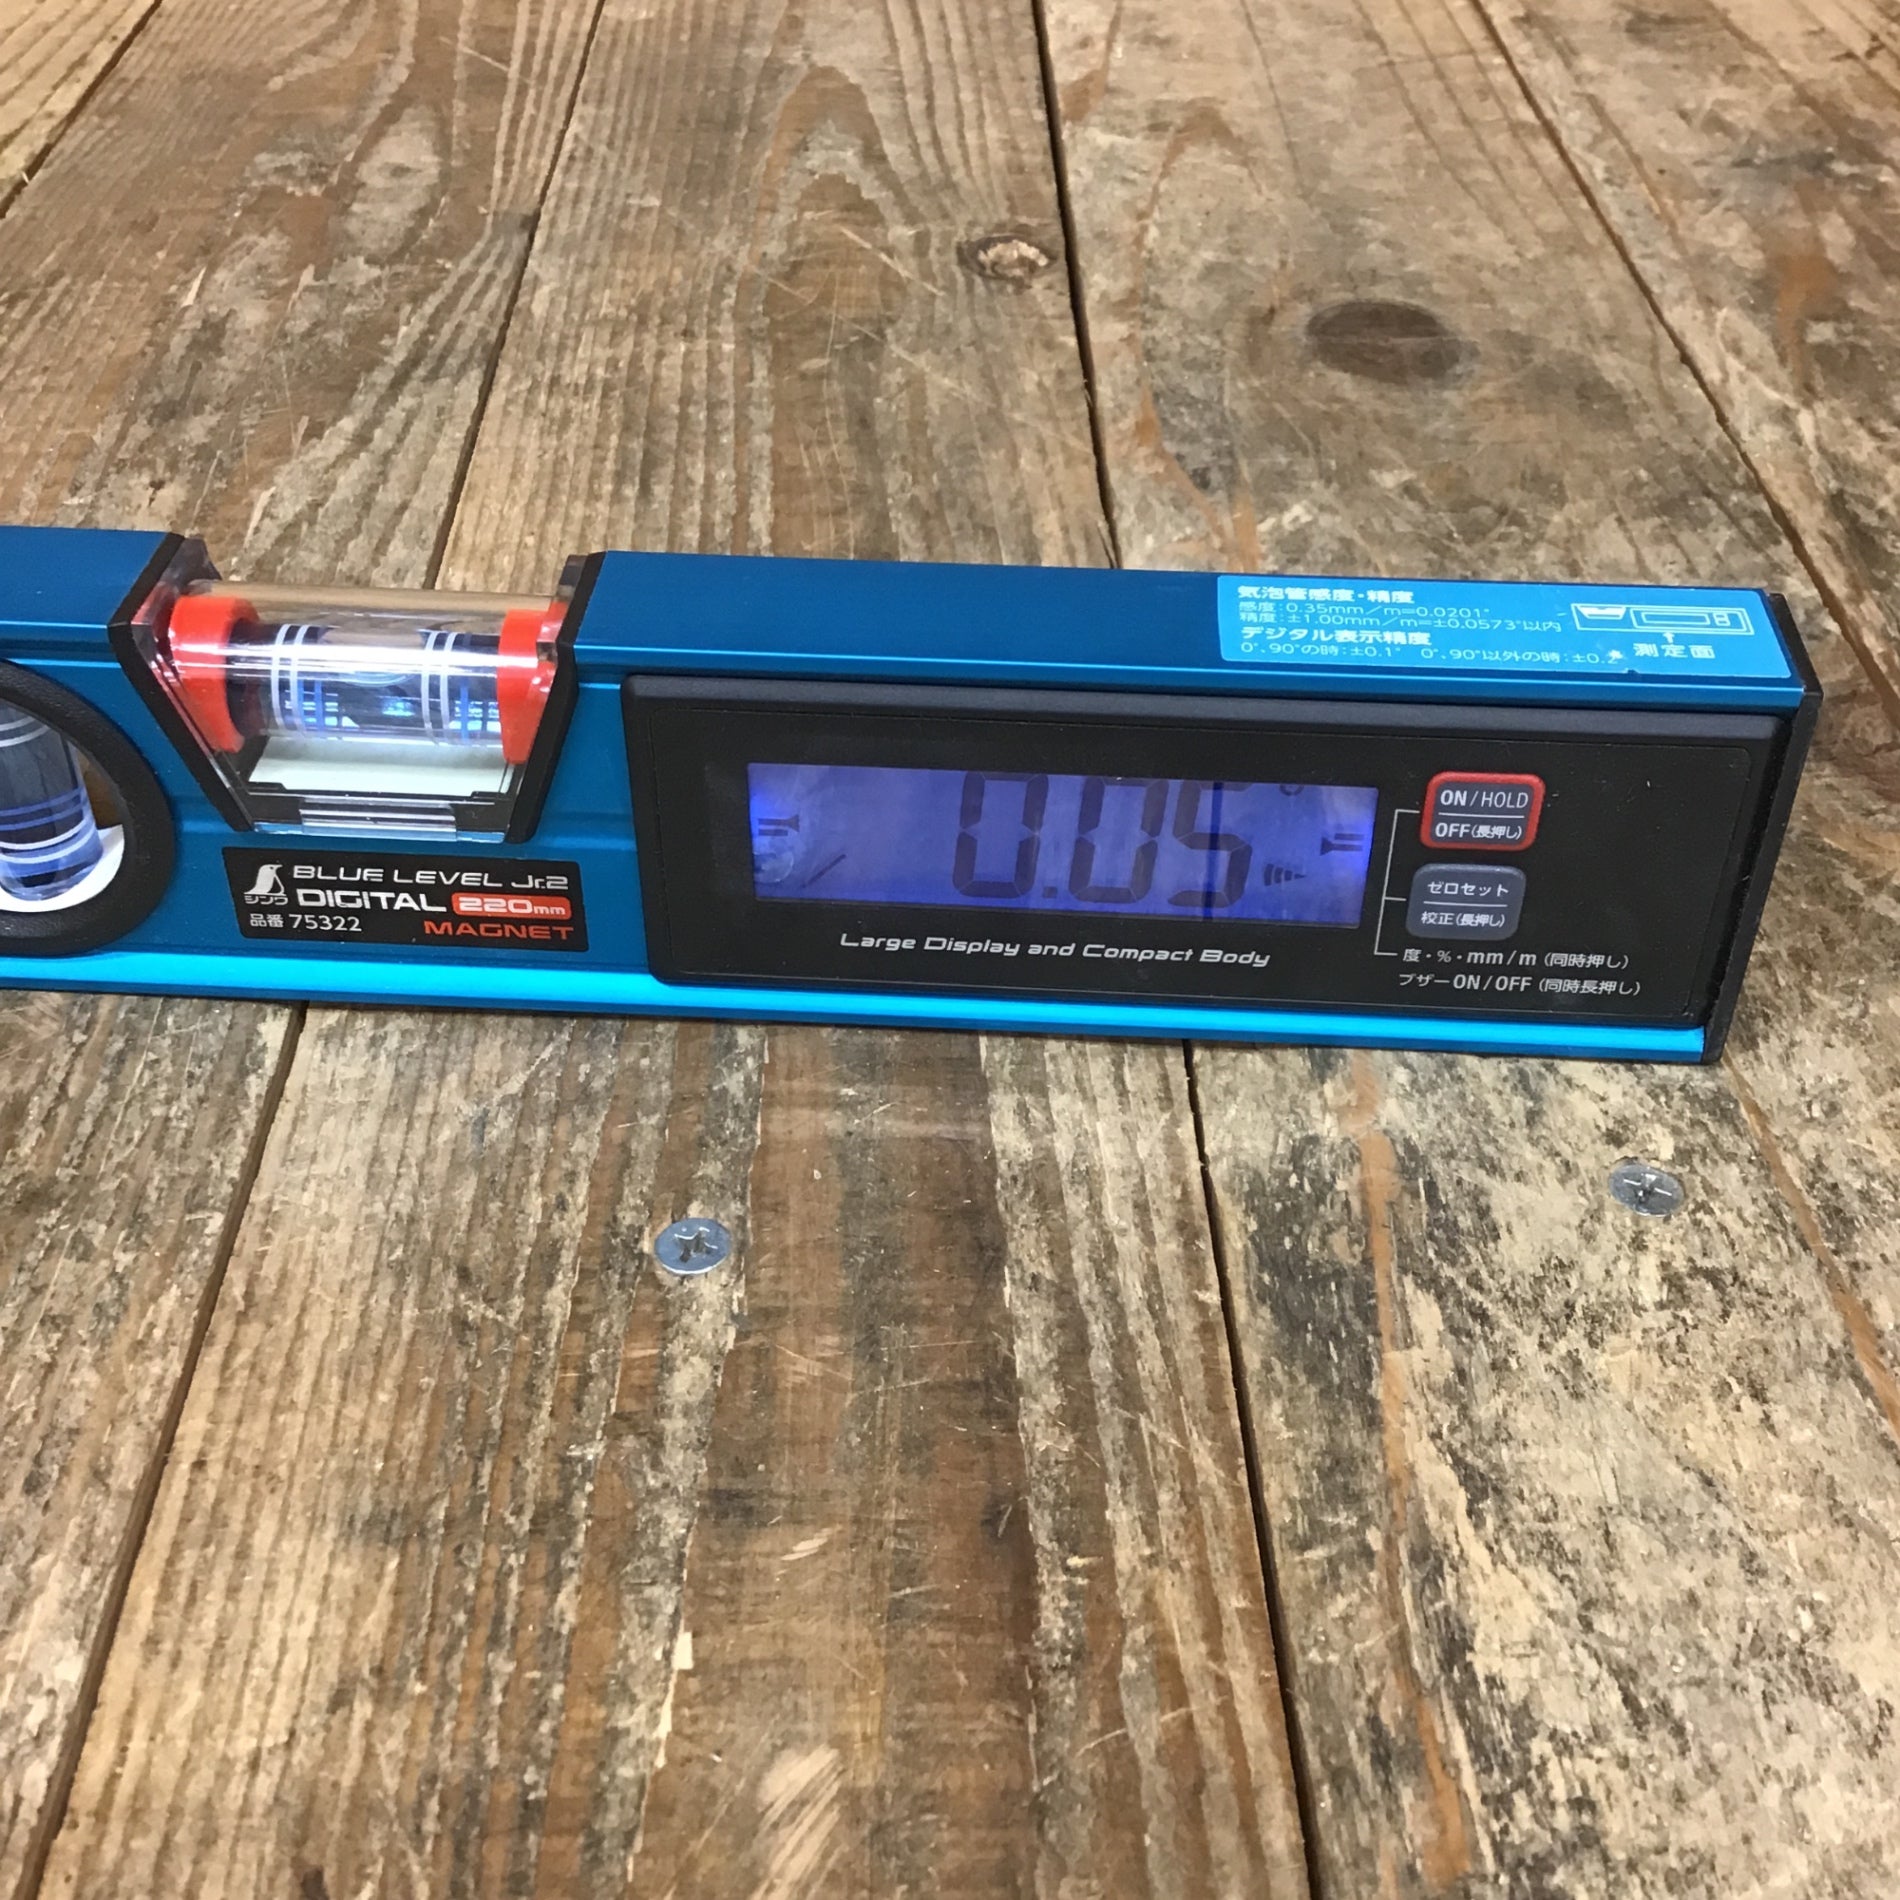 気泡管感度・精度
感度:0.35mm/m=0.0201°
精度:±1.00mm/m=±0.0573°以内
デジタル表示精度
0°、90°の時:±0.1° 0°、90°以外の時:±0.2°
測定面
0.05°
ON/HOLD
OFF(長押し)
ゼロセット
校正(長押し)
度・%・mm/m(同時押し)
ブザーON/OFF(同時長押し)
Large Display and Compact Body
シンワ
BLUE LEVEL Jr.2
DIGITAL 220mm
品番 75322
MAGNET